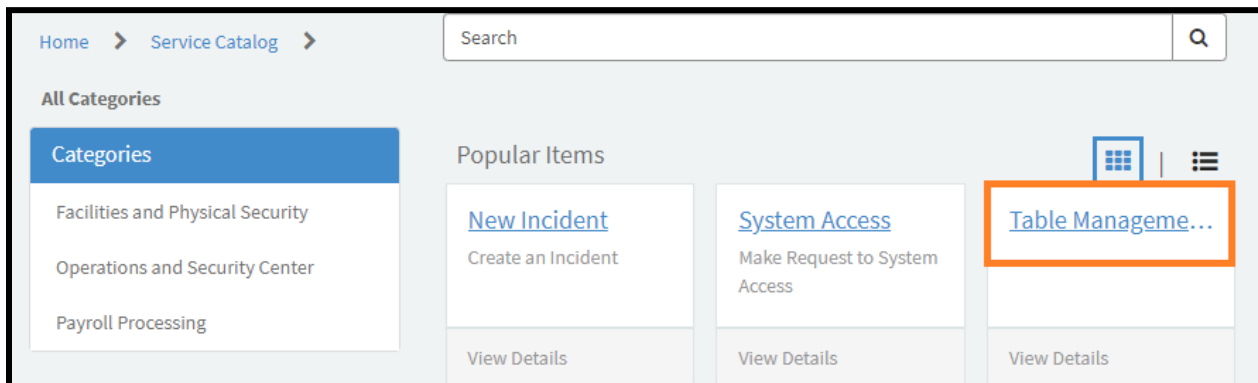 Home Service Catalog
Search
All Categories
Categories
Facilities and Physical Security
Operations and Security Center
Payroll Processing
Popular Items
|
New Incident
Create an Incident
View Details
System Access
Make Request to System
Access
View Details
Table Manageme...
View Details